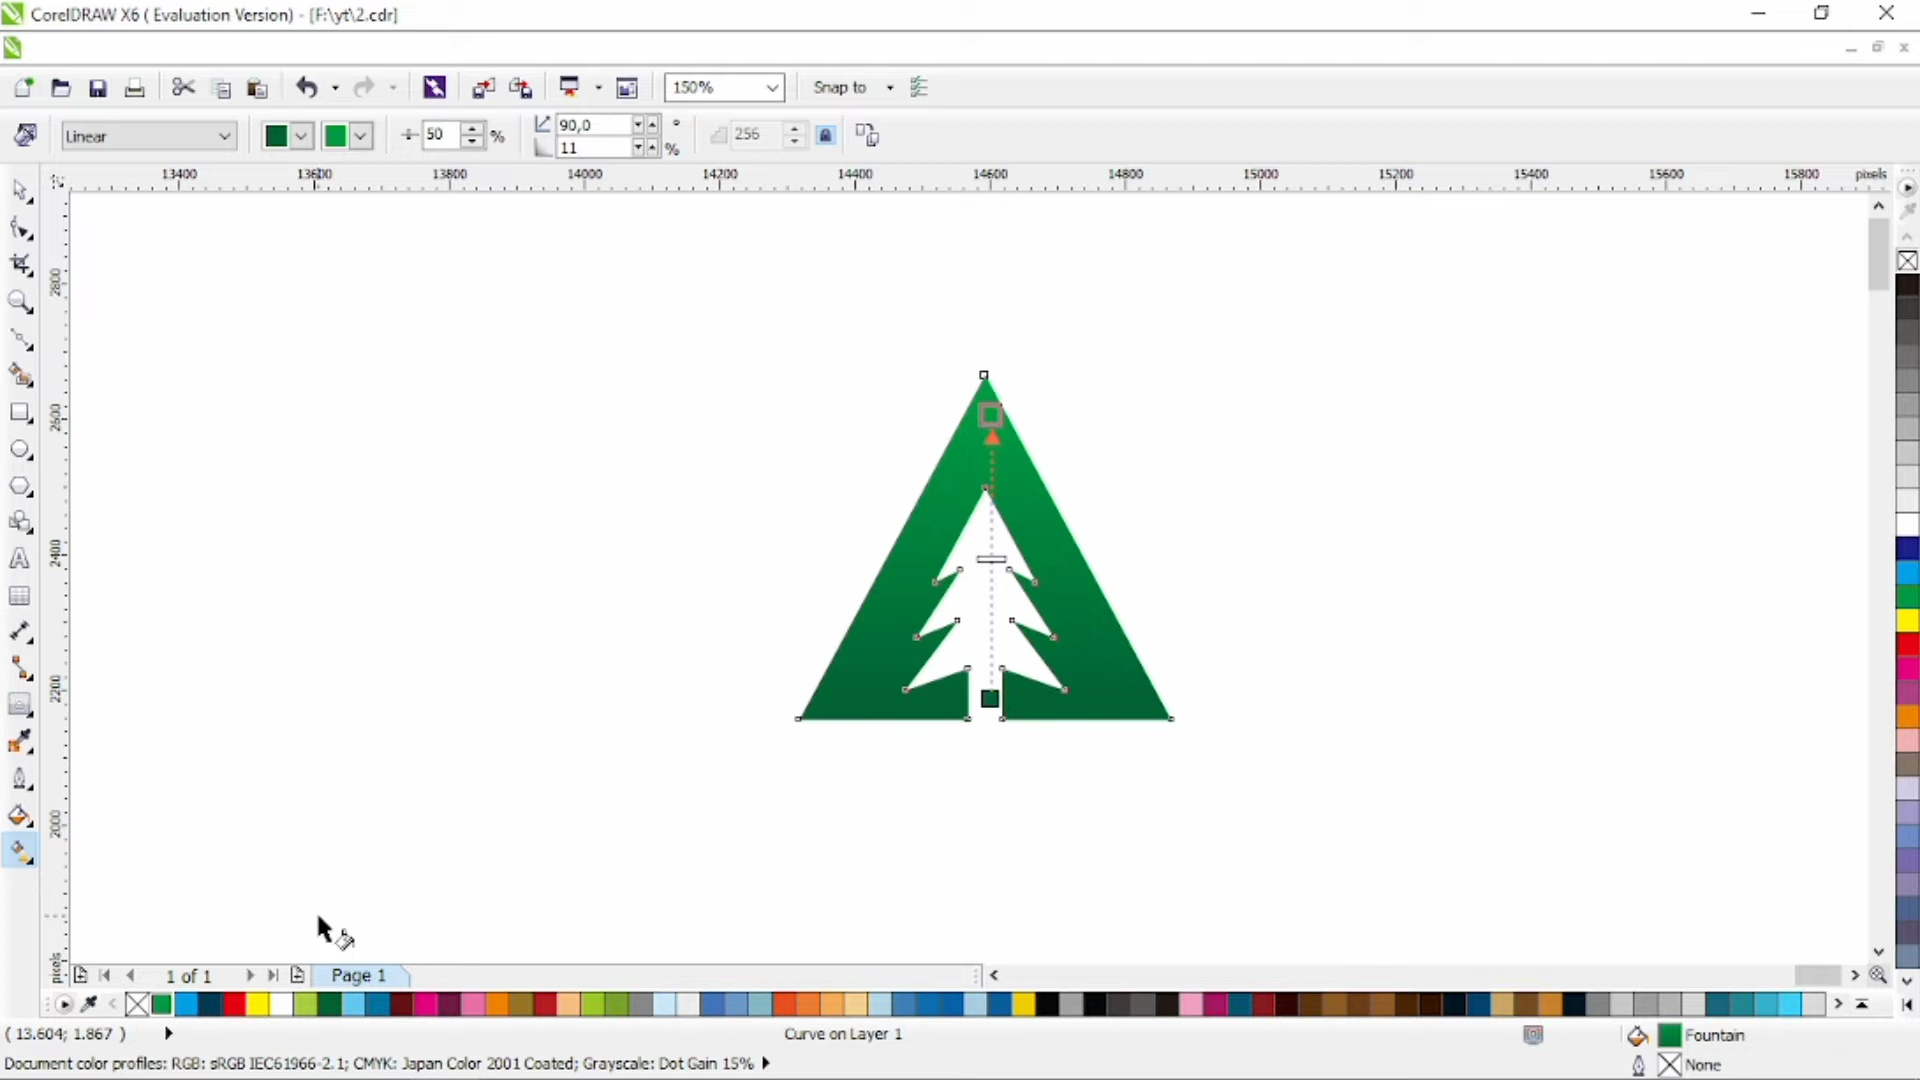 CorelDRAW X6 ( Evaluation Version) - [F:\yt\2.cdr]
150%
Snap to
Linear
50
%
90,0
°
11
%
256
13400
13600
13800
14000
14200
14400
14600
14800
15000
15200
15400
15600
15800
pixels
2800
2600
2400
2200
2000
pixels
1 of 1
Page 1
( 13.604; 1.867 )
Curve on Layer 1
Fountain
Document color profiles: RGB: sRGB IEC61966-2.1; CMYK: Japan Color 2001 Coated; Grayscale: Dot Gain 15%
None